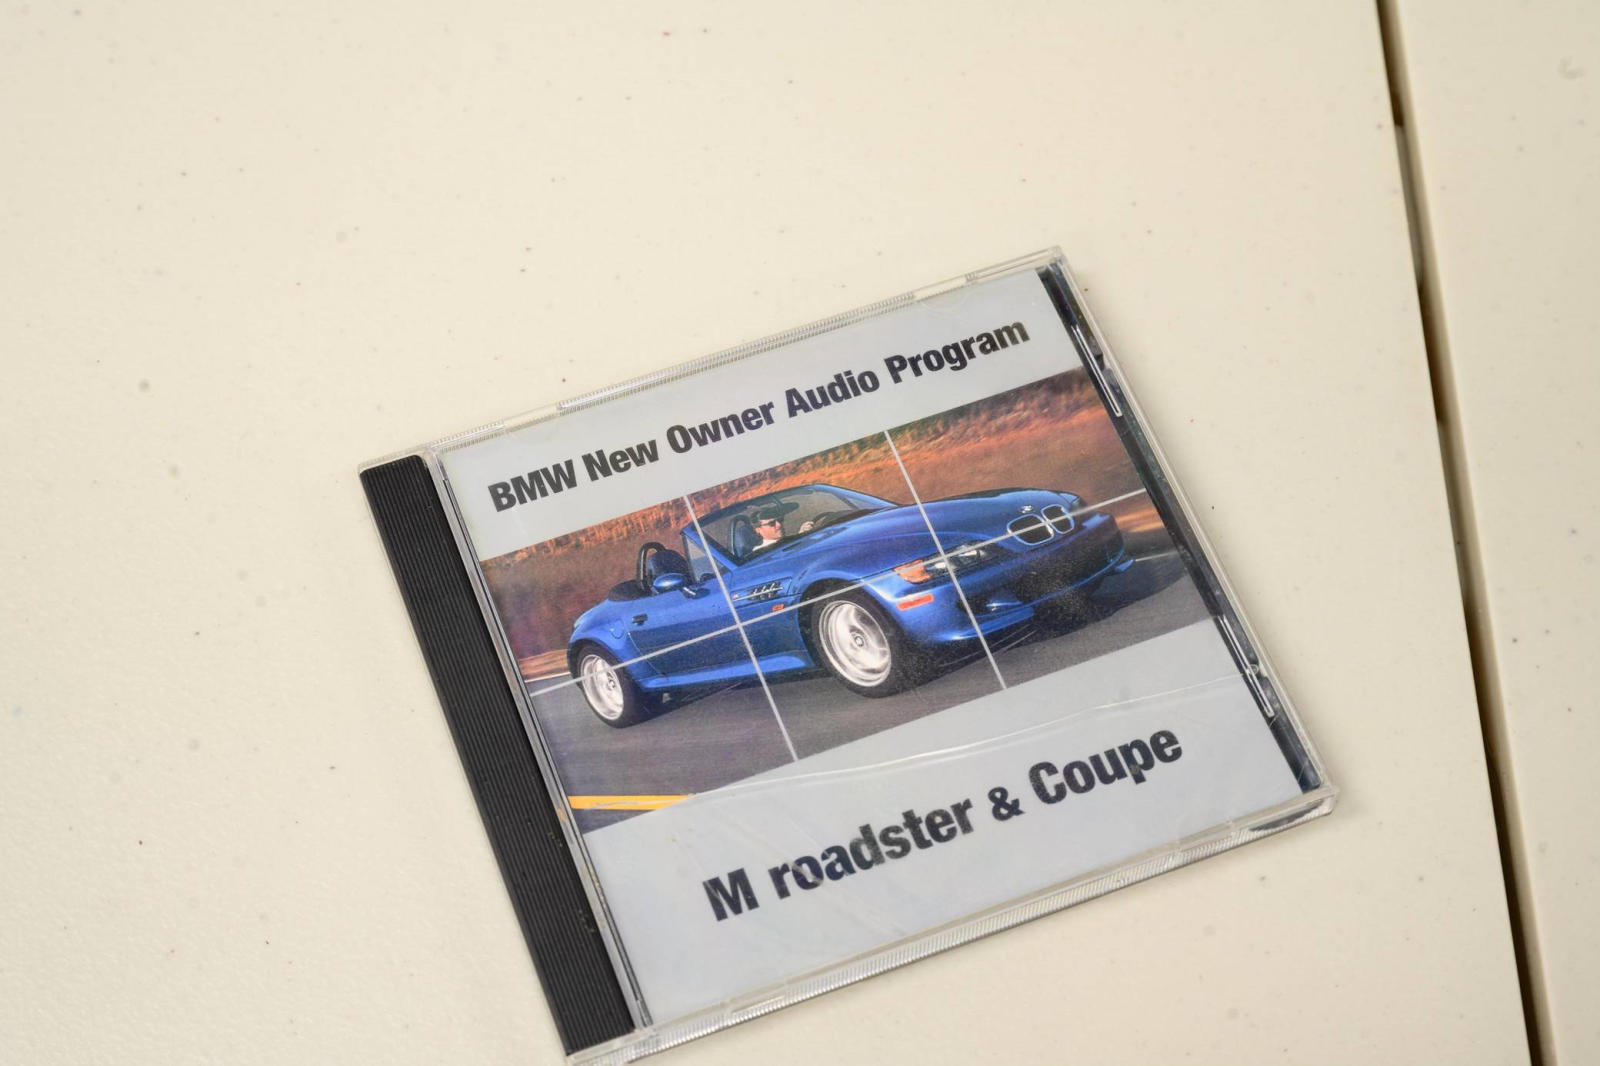 BMW New Owner Audio Program
M roadster & Coupe